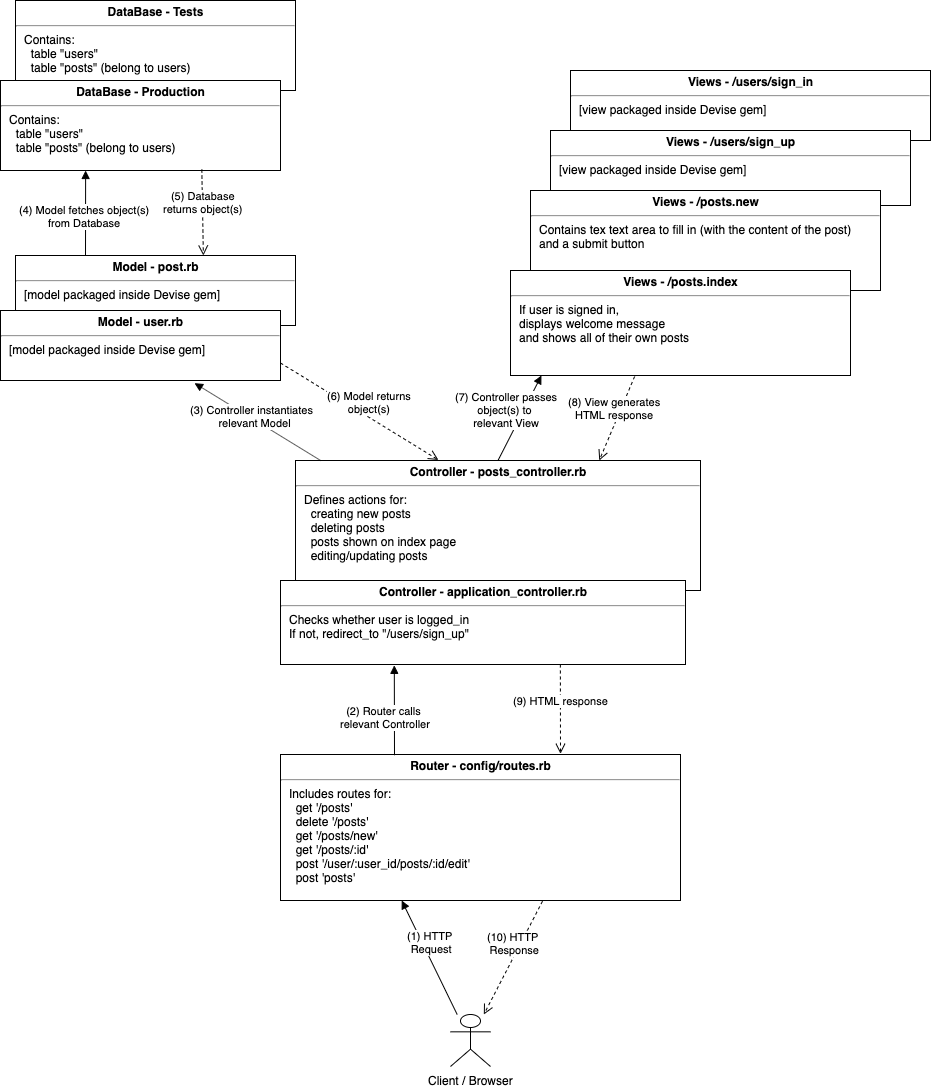 DataBase - Tests
Contains:
table "users"
table "posts" (belong to users)
DataBase - Production
Contains:
table "users"
table "posts" (belong to users)
Views - /users/sign_in
[view packaged inside Devise gem]
Views - /users/sign_up
[view packaged inside Devise gem]
Views - /posts.new
Contains tex text area to fill in (with the content of the post)
and a submit button
Views - /posts.index
If user is signed in,
displays welcome message
and shows all of their own posts
(4) Model fetches object(s)
from Database
(5) Database
returns object(s)
Model - post.rb
[model packaged inside Devise gem]
Model - user.rb
[model packaged inside Devise gem]
(3) Controller instantiates
relevant Model
(6) Model returns
object(s)
(7) Controller passes
object(s) to
relevant View
(8) View generates
HTML response
Controller - posts_controller.rb
Defines actions for:
creating new posts
deleting posts
posts shown on index page
editing/updating posts
Controller - application_controller.rb
Checks whether user is logged_in
If not, redirect_to "/users/sign_up"
(2) Router calls
relevant Controller
(9) HTML response
Router - config/routes.rb
Includes routes for:
get '/posts'
delete '/posts'
get '/posts/new'
get '/posts/:id'
post '/user/:user_id/posts/:id/edit'
post 'posts'
(1) HTTP
Request
(10) HTTP
Response
Client / Browser